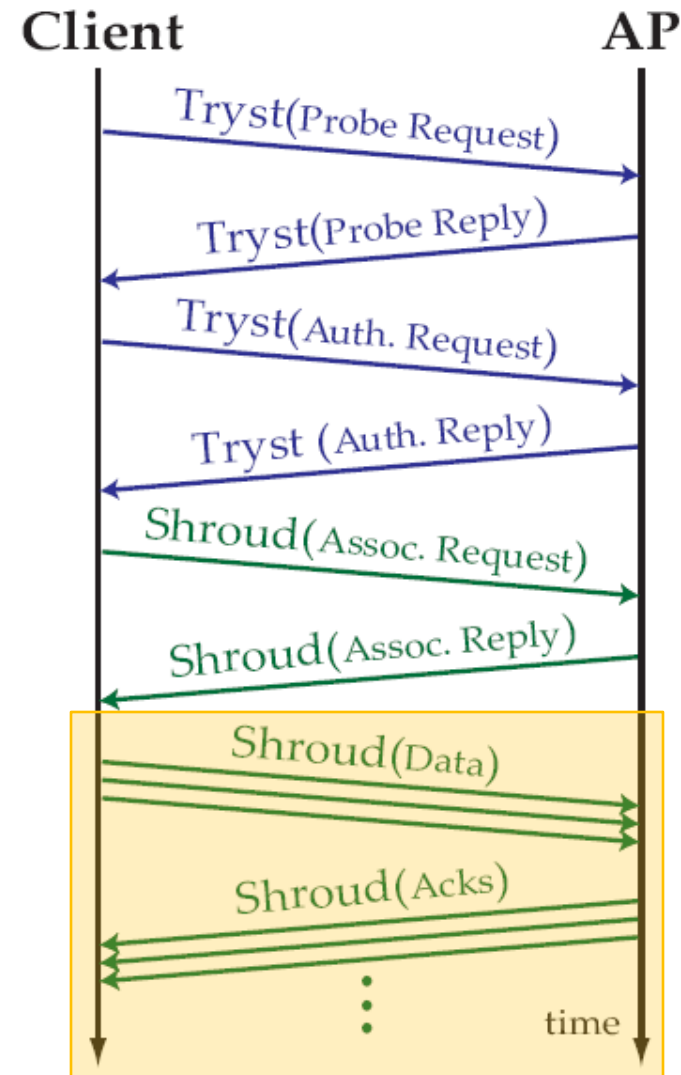 Client AP
Tryst(Probe Request)
Tryst(Probe Reply)
Tryst(Auth. Request)
Tryst (Auth. Reply)
Shroud(Assoc. Request)
Shroud(Assoc. Reply)
Shroud(Data)
Shroud(Acks)
time